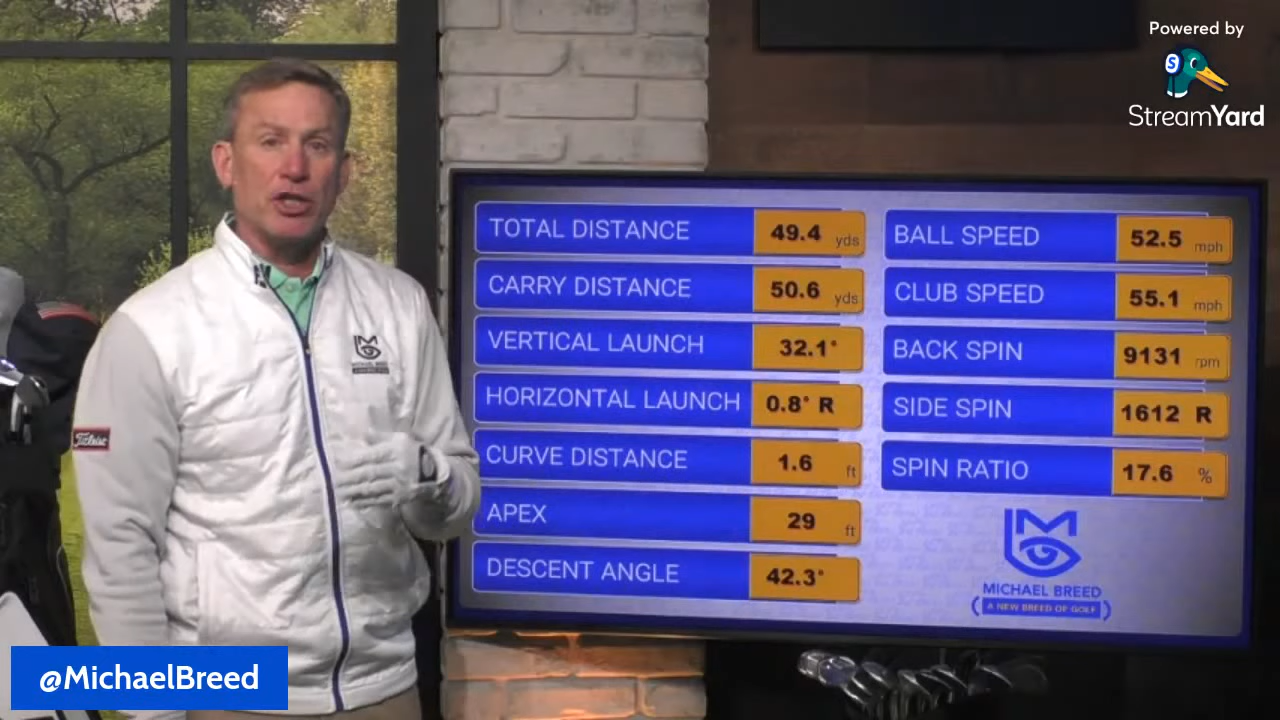 Powered by
StreamYard
TOTAL DISTANCE 49.4 yds
CARRY DISTANCE 50.6 yds
VERTICAL LAUNCH 32.1°
HORIZONTAL LAUNCH 0.8° R
CURVE DISTANCE 1.6 ft
APEX 29 ft
DESCENT ANGLE 42.3°
BALL SPEED 52.5 mph
CLUB SPEED 55.1 mph
BACK SPIN 9131 rpm
SIDE SPIN 1612 R
SPIN RATIO 17.6 %
MICHAEL BREED
A NEW BREED OF GOLF
Titleist
@MichaelBreed